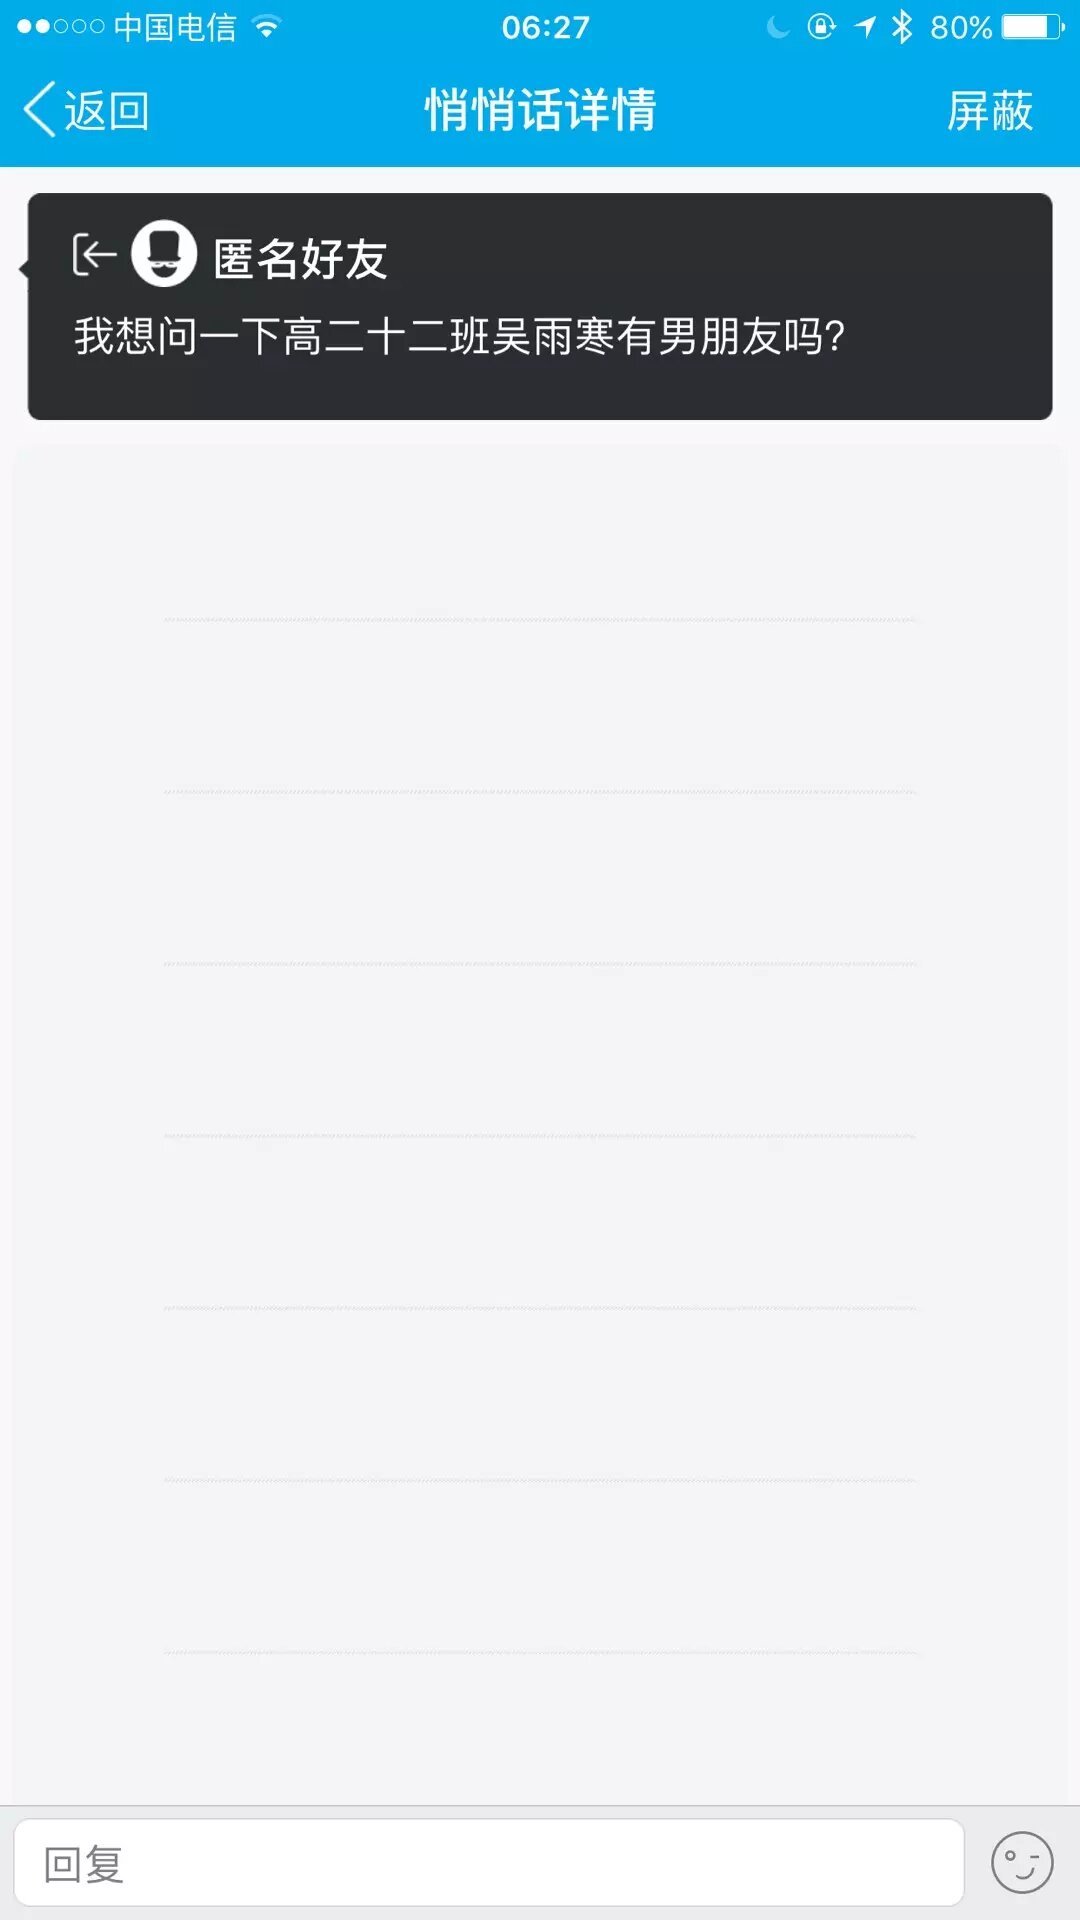 中国电信 06:27 80%
返回 悄悄话详情 屏蔽
匿名好友
我想问一下高二十二班吴雨寒有男朋友吗?
回复